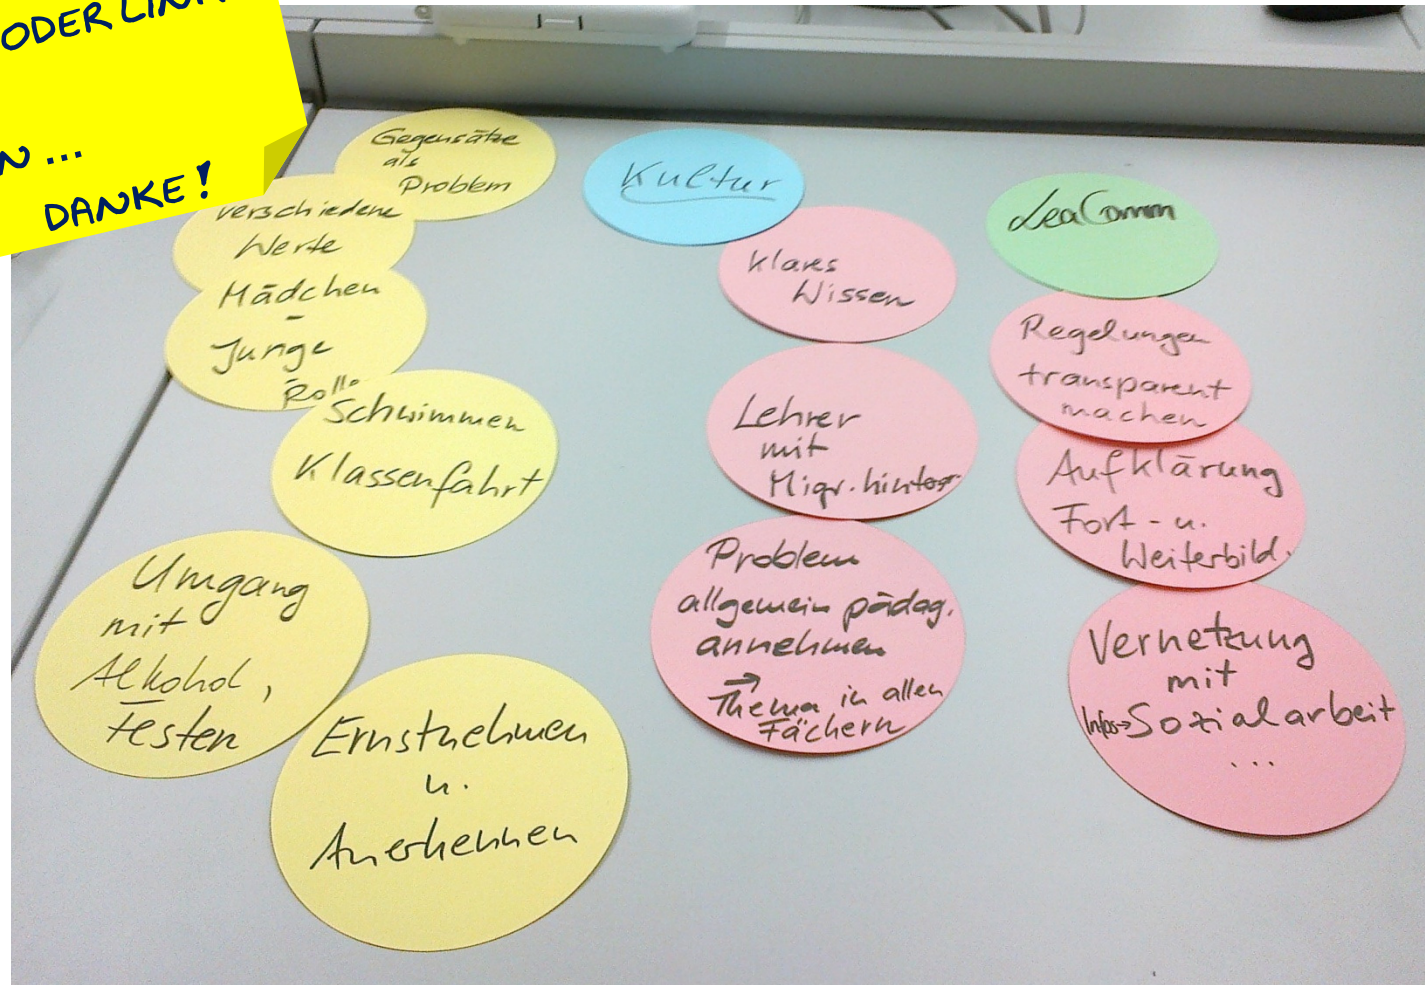 ODER
...
DANKE!
Gegensätze
als
Problem
verschiedene
Werte
Mädchen
-
Junge
Schwimmen
Klassenfahrt
Umgang
mit
Alkohol,
Festen
Ernstnehmen
u.
Anerkennen
Kultur
klares
Wissen
Lehrer
mit
Migr.hintergr
Problem
allgemein pädag.
annehmen
→
Thema in allen
Fächern
LeaComm
Regelungen
transparent
machen
Aufklärung
Fort- u.
Weiterbild.
Vernetzung
mit
Infos→Sozialarbeit
...